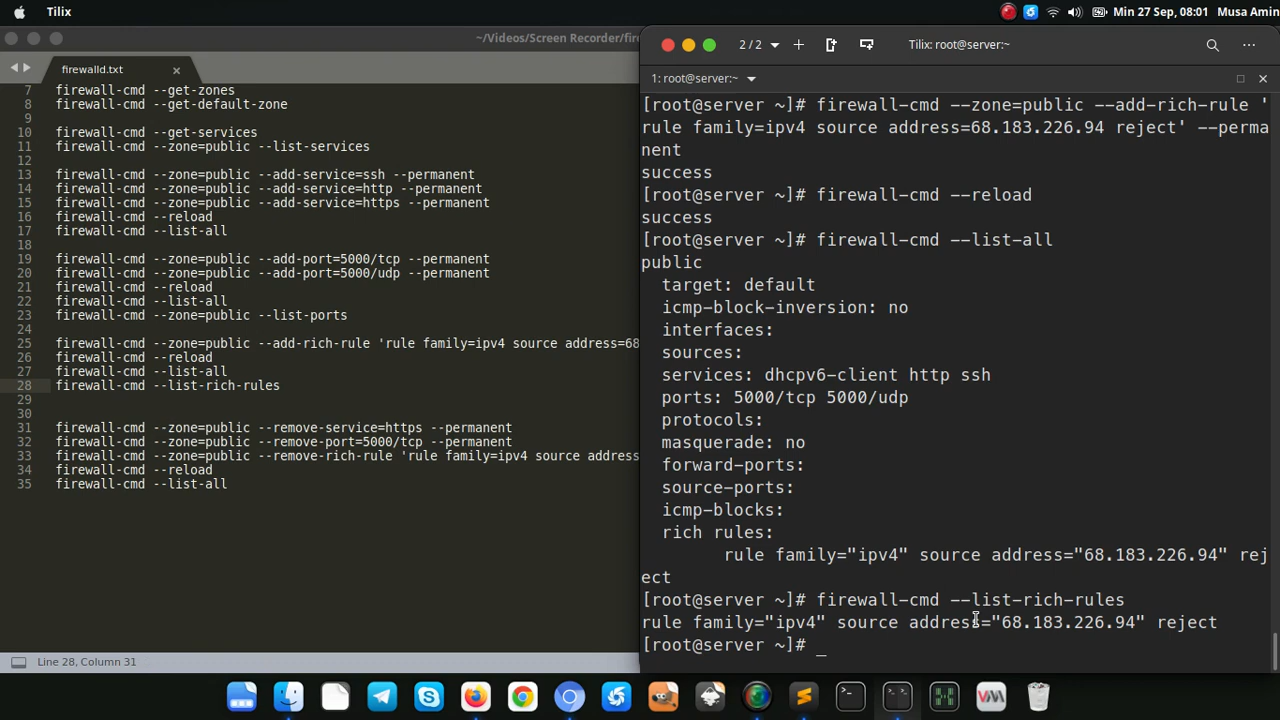 Tilix
Min 27 Sep, 08:01
Musa Amin
~/Videos/Screen Recorder/fire
firewalld.txt
7 firewall-cmd --get-zones
8 firewall-cmd --get-default-zone
9
10 firewall-cmd --get-services
11 firewall-cmd --zone=public --list-services
12
13 firewall-cmd --zone=public --add-service=ssh --permanent
14 firewall-cmd --zone=public --add-service=http --permanent
15 firewall-cmd --zone=public --add-service=https --permanent
16 firewall-cmd --reload
17 firewall-cmd --list-all
18
19 firewall-cmd --zone=public --add-port=5000/tcp --permanent
20 firewall-cmd --zone=public --add-port=5000/udp --permanent
21 firewall-cmd --reload
22 firewall-cmd --list-all
23 firewall-cmd --zone=public --list-ports
24
25 firewall-cmd --zone=public --add-rich-rule 'rule family=ipv4 source address=68
26 firewall-cmd --reload
27 firewall-cmd --list-all
28 firewall-cmd --list-rich-rules
29
30
31 firewall-cmd --zone=public --remove-service=https --permanent
32 firewall-cmd --zone=public --remove-port=5000/tcp --permanent
33 firewall-cmd --zone=public --remove-rich-rule 'rule family=ipv4 source address
34 firewall-cmd --reload
35 firewall-cmd --list-all
Line 28, Column 31
2 / 2
Tilix: root@server:~
1: root@server:~
[root@server ~]# firewall-cmd --zone=public --add-rich-rule '
rule family=ipv4 source address=68.183.226.94 reject' --perma
nent
success
[root@server ~]# firewall-cmd --reload
success
[root@server ~]# firewall-cmd --list-all
public
target: default
icmp-block-inversion: no
interfaces:
sources:
services: dhcpv6-client http ssh
ports: 5000/tcp 5000/udp
protocols:
masquerade: no
forward-ports:
source-ports:
icmp-blocks:
rich rules:
rule family="ipv4" source address="68.183.226.94" rej
ect
[root@server ~]# firewall-cmd --list-rich-rules
rule family="ipv4" source address="68.183.226.94" reject
[root@server ~]# _